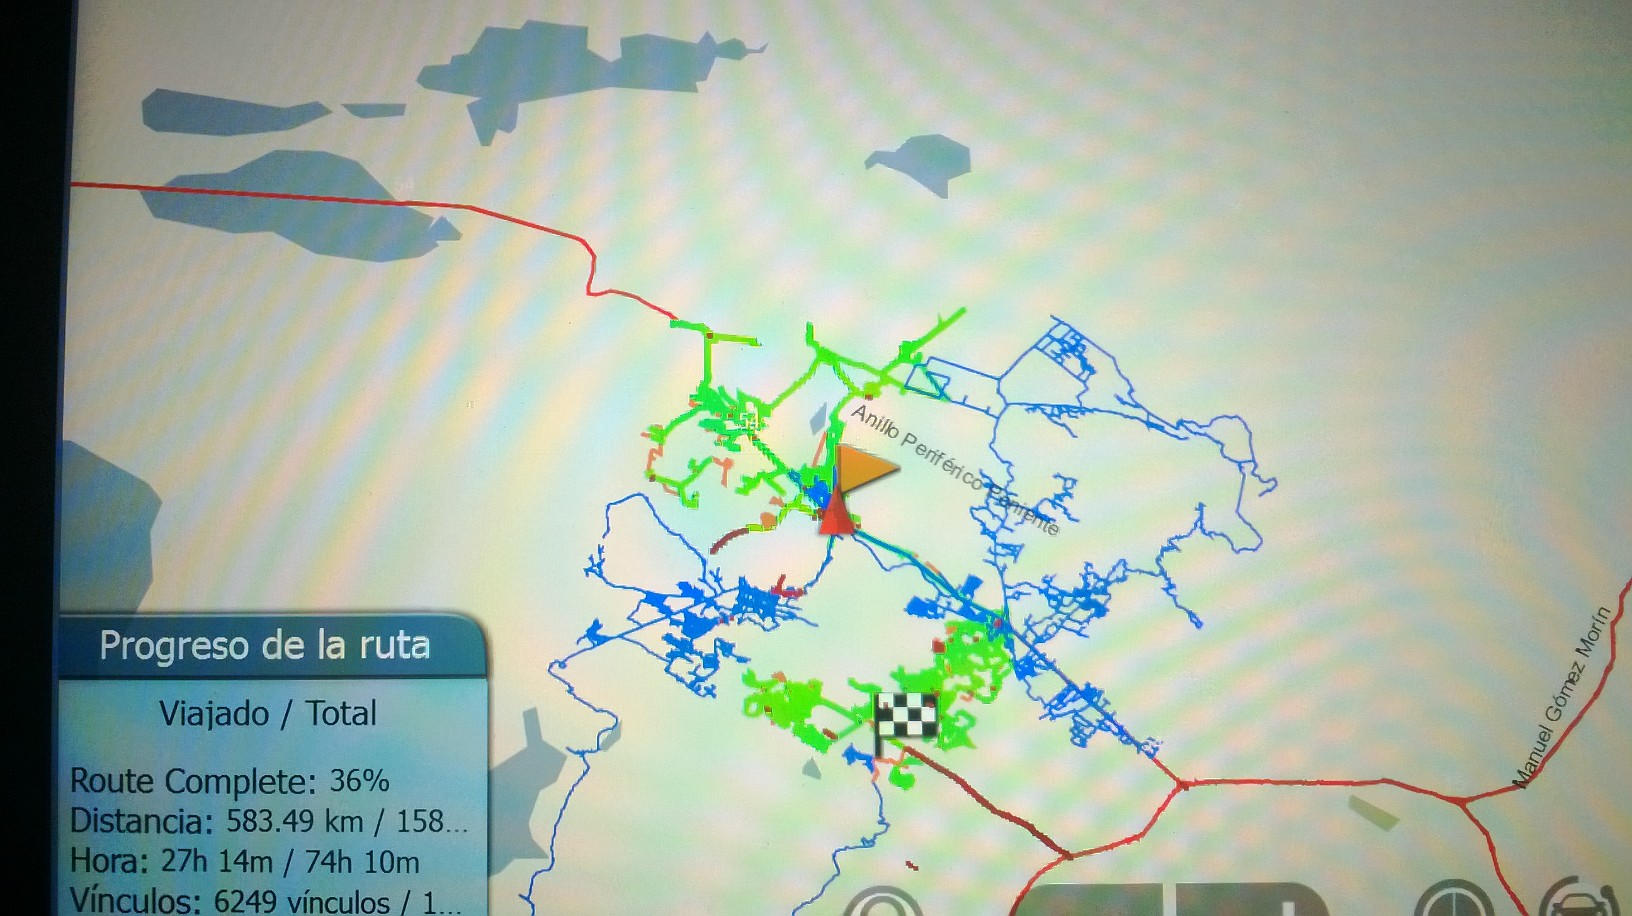 Anillo Periférico Poniente
Manuel Gómez Morín
Progreso de la ruta
Viajado / Total
Route Complete: 36%
Distancia: 583.49 km / 158...
Hora: 27h 14m / 74h 10m
Vínculos: 6249 vínculos / 1...